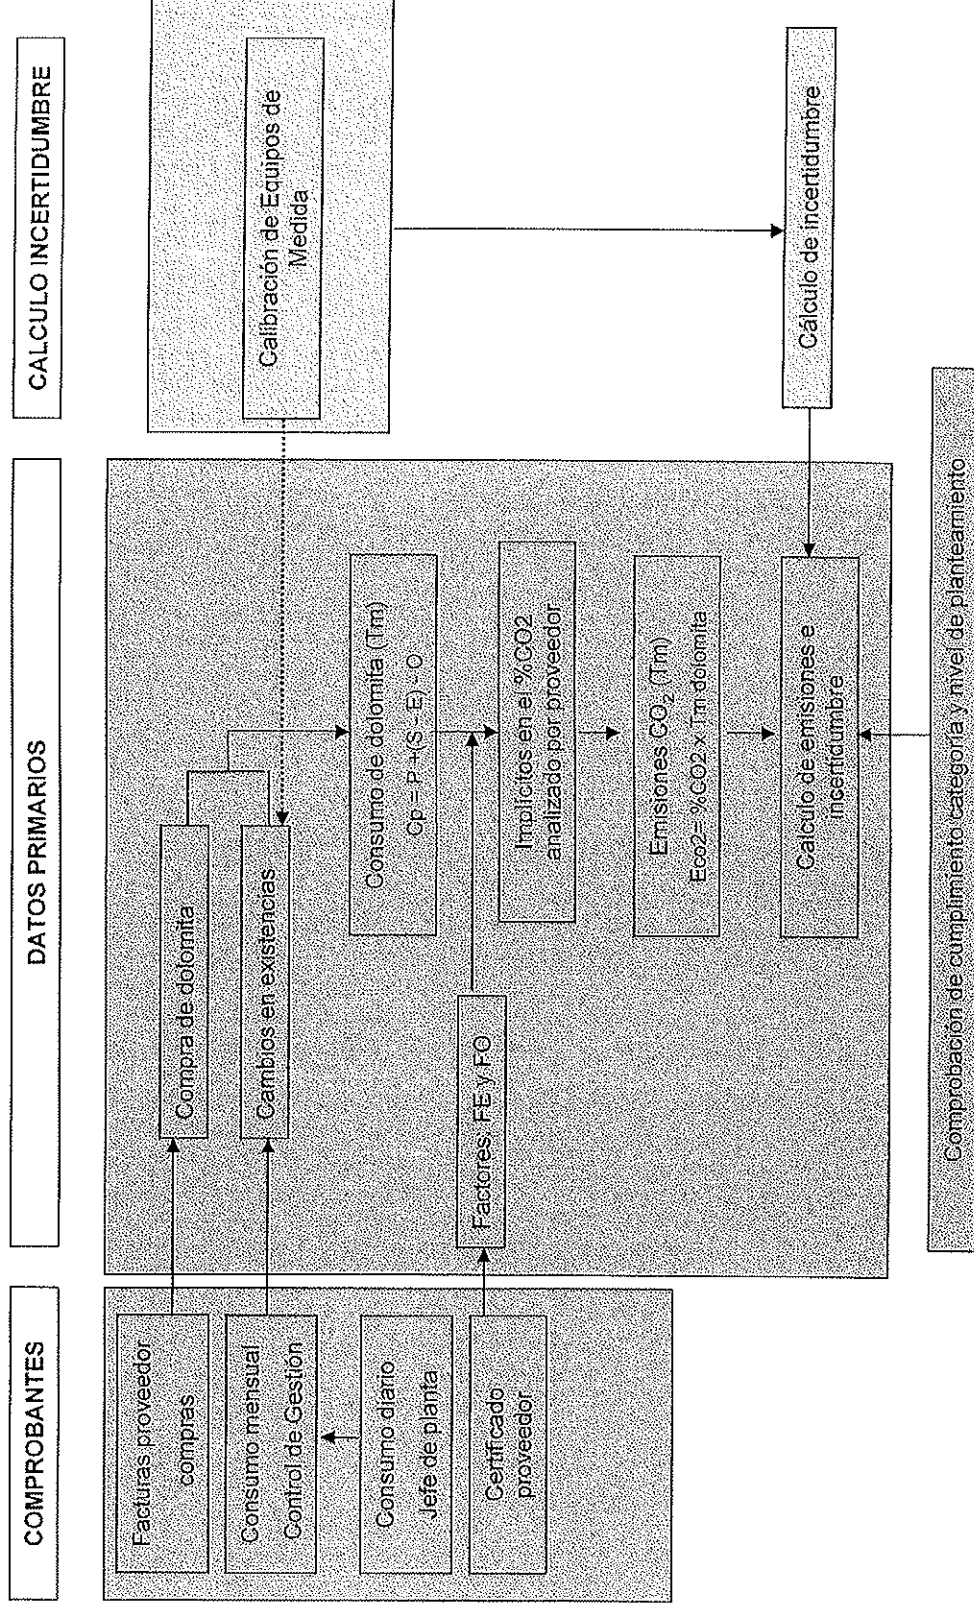 COMPROBANTES
DATOS PRIMARIOS
CALCULO INCERTIDUMBRE
Facturas proveedor
compras
Consumo mensual
Control de Gestión
Consumo diario
Jefe de planta
Certificado
proveedor
Compra de dolomita
Cambios en existencias
Factores FE y FO
Consumo de dolomita (Tm)
Cp = P +(S - E) - O
Implícitos en el %CO2
analizado por proveedor
Emisiones CO₂ (Tm)
Eco2= %CO2 x Tm dolomita
Calculo de emisiones e
incertidumbre
Calibración de Equipos de
Medida
Cálculo de incertidumbre
Comprobación de cumplimiento categoría y nivel de planteamiento